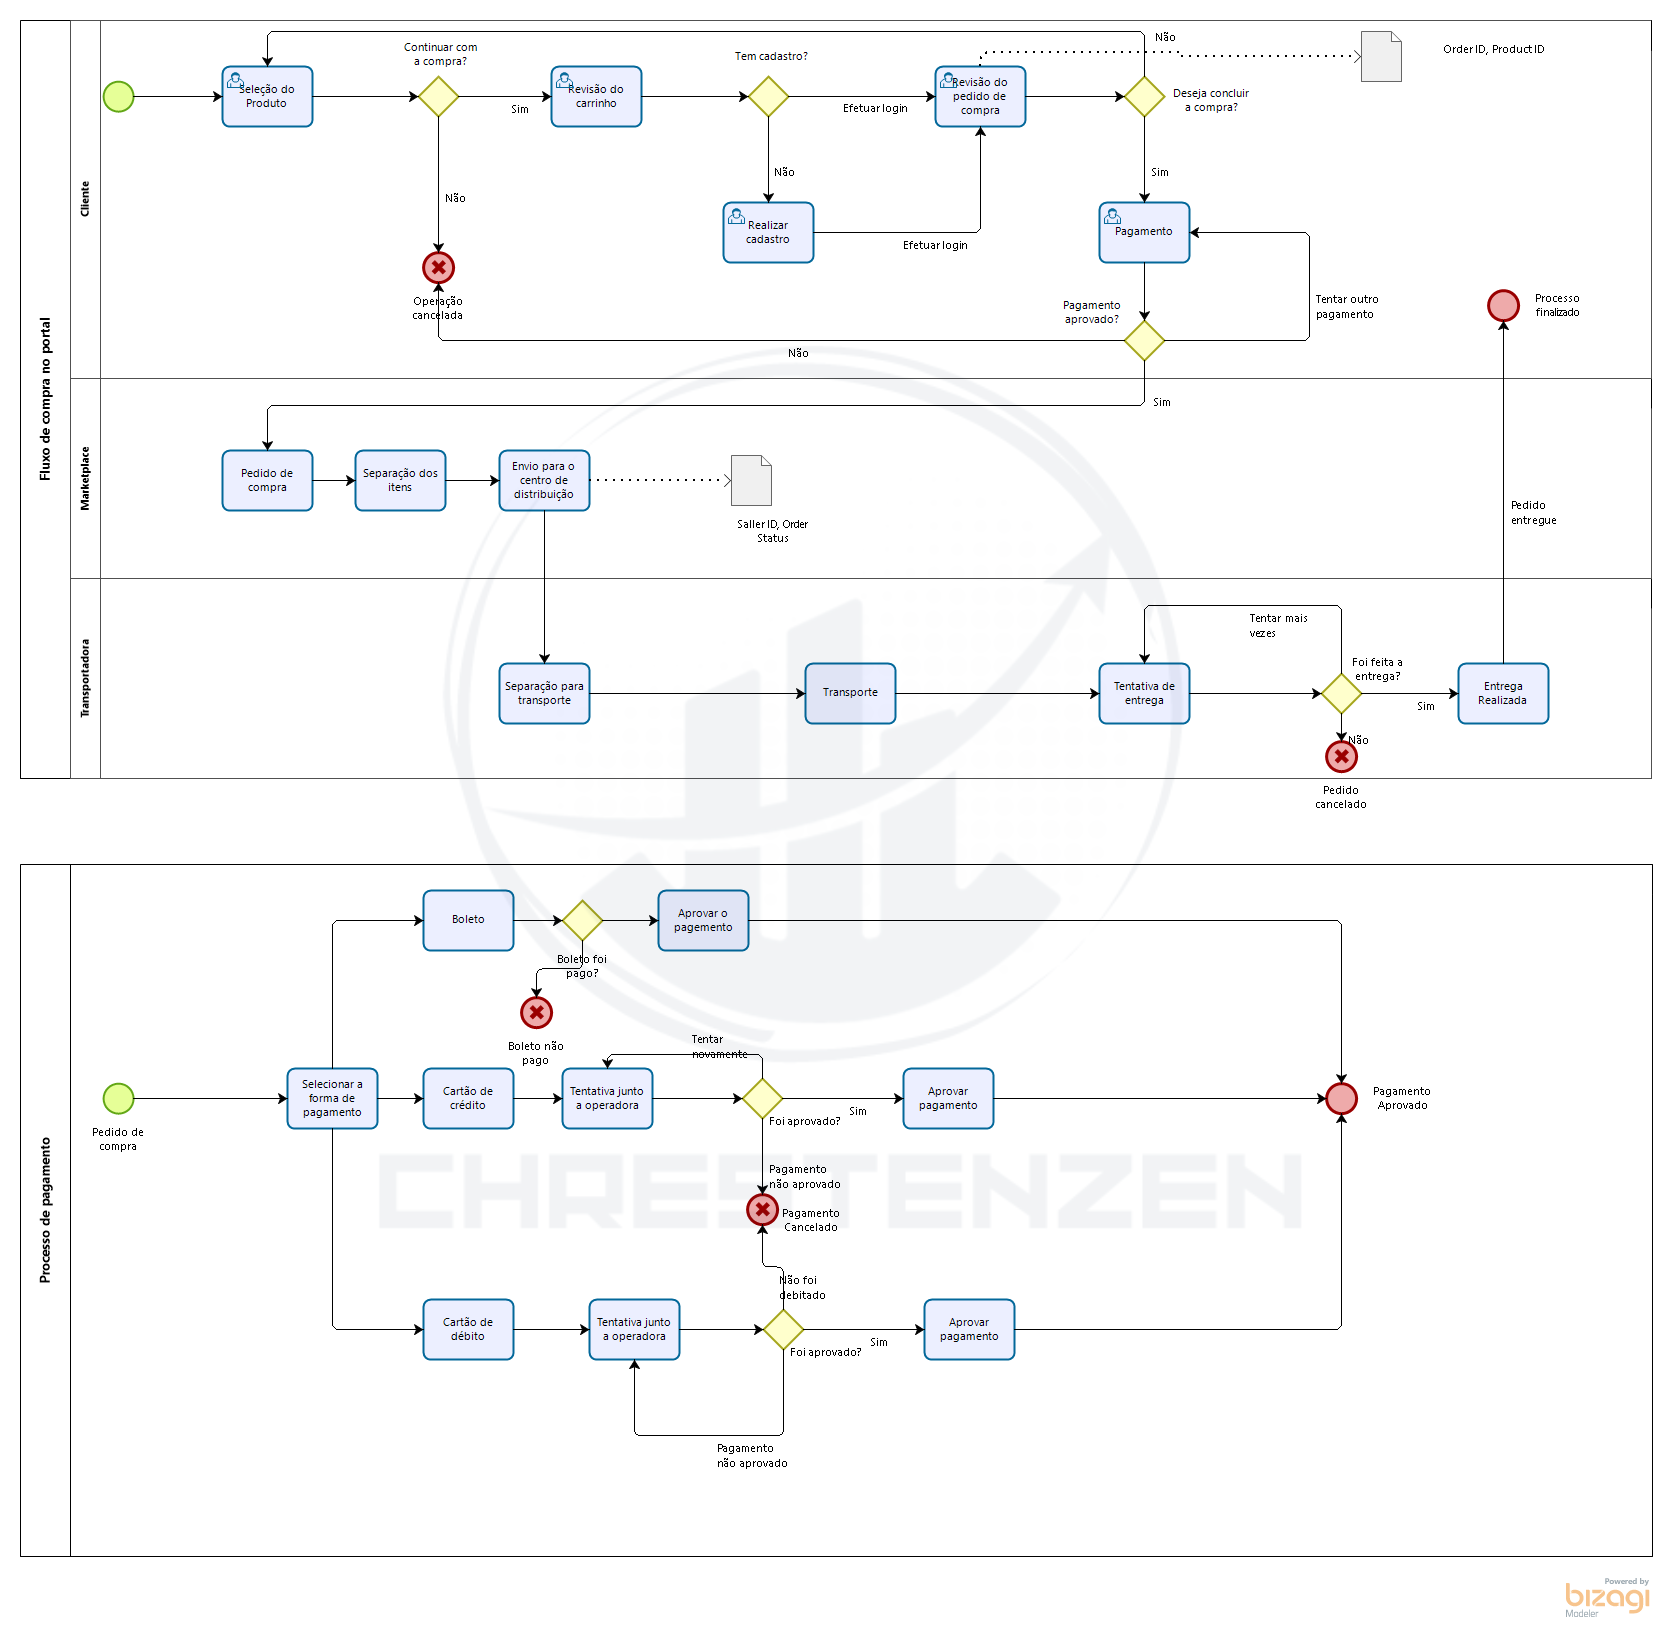 Fluxo de compra no portal
Cliente
Continuar com
a compra?
Tem cadastro?
Não
Order ID, Product ID
Seleção do
Produto
Sim
Revisão do
carrinho
Efetuar login
Revisão do
pedido de
compra
Deseja concluir
a compra?
Não
Não
Sim
Realizar
cadastro
Efetuar login
Pagamento
Operação
cancelada
Pagamento
aprovado?
Tentar outro
pagamento
Processo
finalizado
Não
Sim
Marketplace
Pedido de
compra
Separação dos
itens
Envio para o
centro de
distribuição
Saller ID, Order
Status
Pedido
entregue
Transportadora
Separação para
transporte
Transporte
Tentativa de
entrega
Tentar mais
vezes
Foi feita a
entrega?
Sim
Entrega
Realizada
Não
Pedido
cancelado
Processo de pagamento
Boleto
Boleto foi
pago?
Aprovar o
pagemento
Boleto não
pago
Pedido de
compra
Selecionar a
forma de
pagamento
Cartão de
crédito
Tentativa junto
a operadora
Tentar
novamente
Foi aprovado?
Sim
Aprovar
pagamento
Pagamento
Aprovado
Pagamento
não aprovado
Pagamento
Cancelado
CHRESTENZEN
Não foi
debitado
Cartão de
débito
Tentativa junto
a operadora
Foi aprovado?
Sim
Aprovar
pagamento
Pagamento
não aprovado
Powered by
bizagi
Modeler